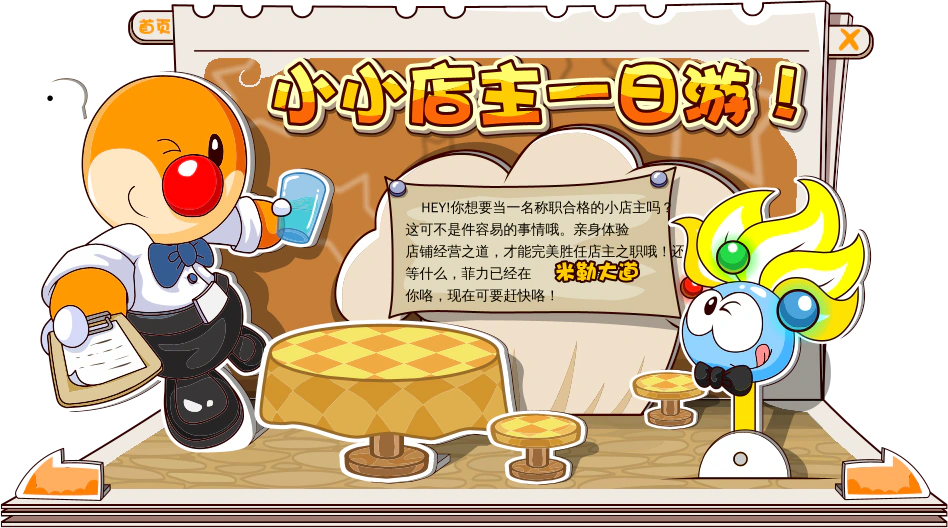 首页
小小店主一日游！
HEY!你想要当一名称职合格的小店主吗？
这可不是件容易的事情哦。亲身体验
店铺经营之道，才能完美胜任店主之职哦！还
等什么，菲力已经在 米勒大道
你咯，现在可要赶快咯！